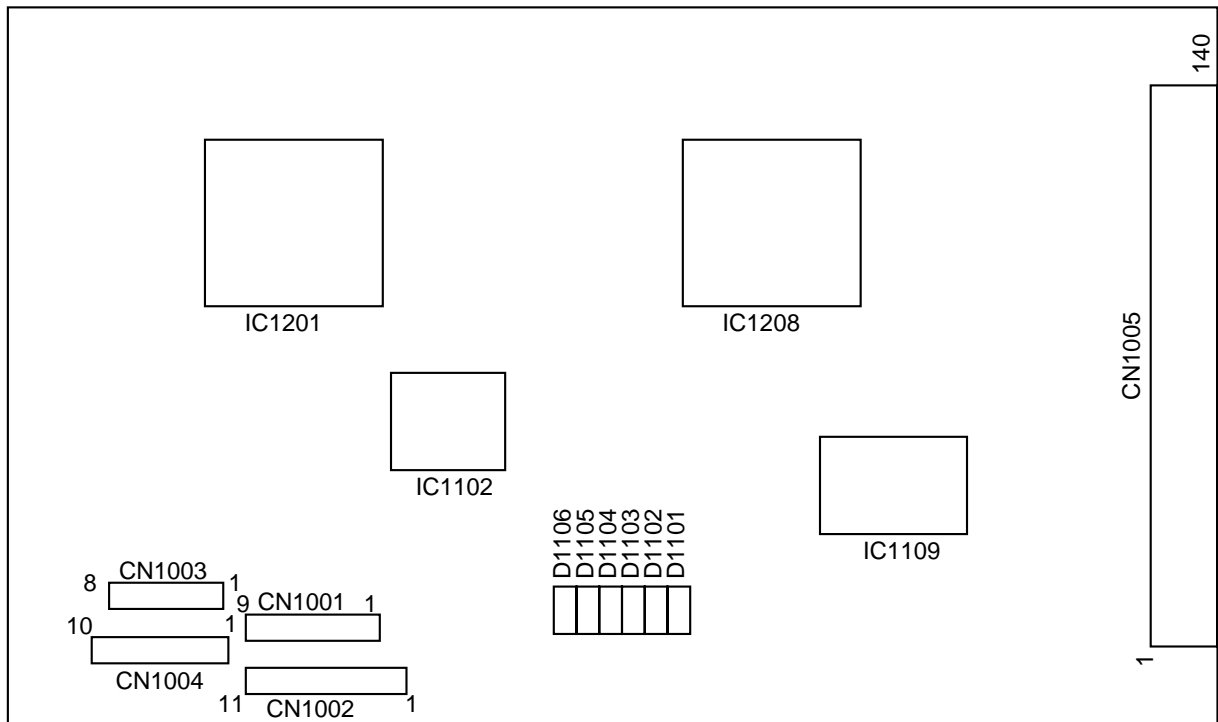 140
IC1201
IC1208
CN1005
IC1102
D1106
D1105
D1104
D1103
D1102
D1101
IC1109
8 CN1003 1
9 CN1001 1
10 1
CN1004
11 CN1002 1
1